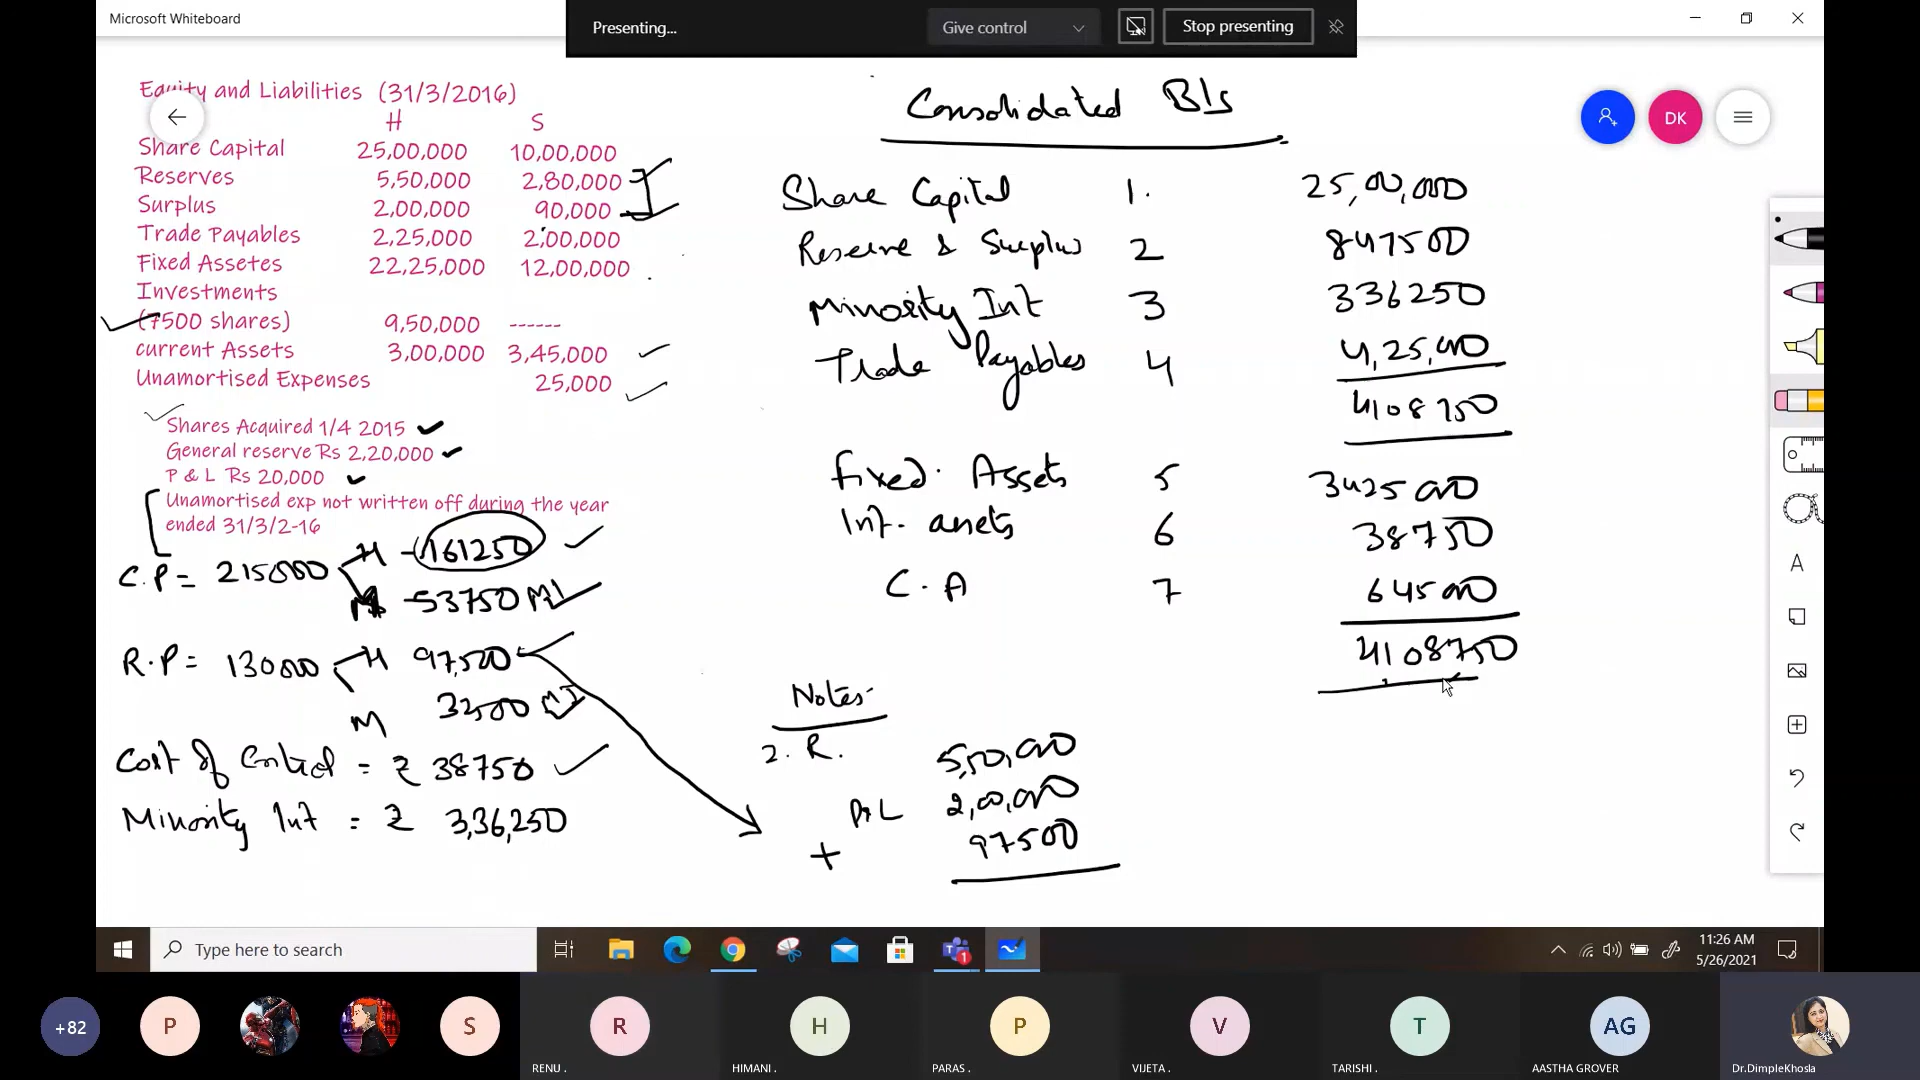 Microsoft Whiteboard
Presenting...
Give control
Stop presenting
Equity and Liabilities (31/3/2016)
H S
Share Capital 25,00,000 10,00,000
Reserves 5,50,000 2,80,000
Surplus 2,00,000 90,000
Trade Payables 2,25,000 2,00,000
Fixed Assetes 22,25,000 12,00,000
Investments
(7500 shares) 9,50,000 ------
current Assets 3,00,000 3,45,000
Unamortised Expenses 25,000
Shares Acquired 1/4 2015
General reserve Rs 2,20,000
P & L Rs 20,000
Unamortised exp not written off during the year
ended 31/3/2-16
C.P = 215000 H - 161250
M - 53750 MI
R.P = 130000 H 97,500
M 32500 MI
Cost of Control = ₹ 38750
Minority Int = ₹ 3,36,250
Consolidated B/s
Share Capital 1. 25,00,000
Reserve & Surplus 2 847500
Minority Int 3 336250
Trade Payables 4 4,25,000
4108750
Fixed. Assets 5 3425000
Int. assets 6 38750
C. A 7 645000
4108750
Notes-
2. R. 5,50,000
P&L 2,00,000
+ 97500
DK
A
Type here to search
1
11:26 AM
5/26/2021
+82
P
S
R
H
P
V
T
AG
RENU .
HIMANI .
PARAS .
VIJETA .
TARISHI .
AASTHA GROVER
Dr.DimpleKhosla